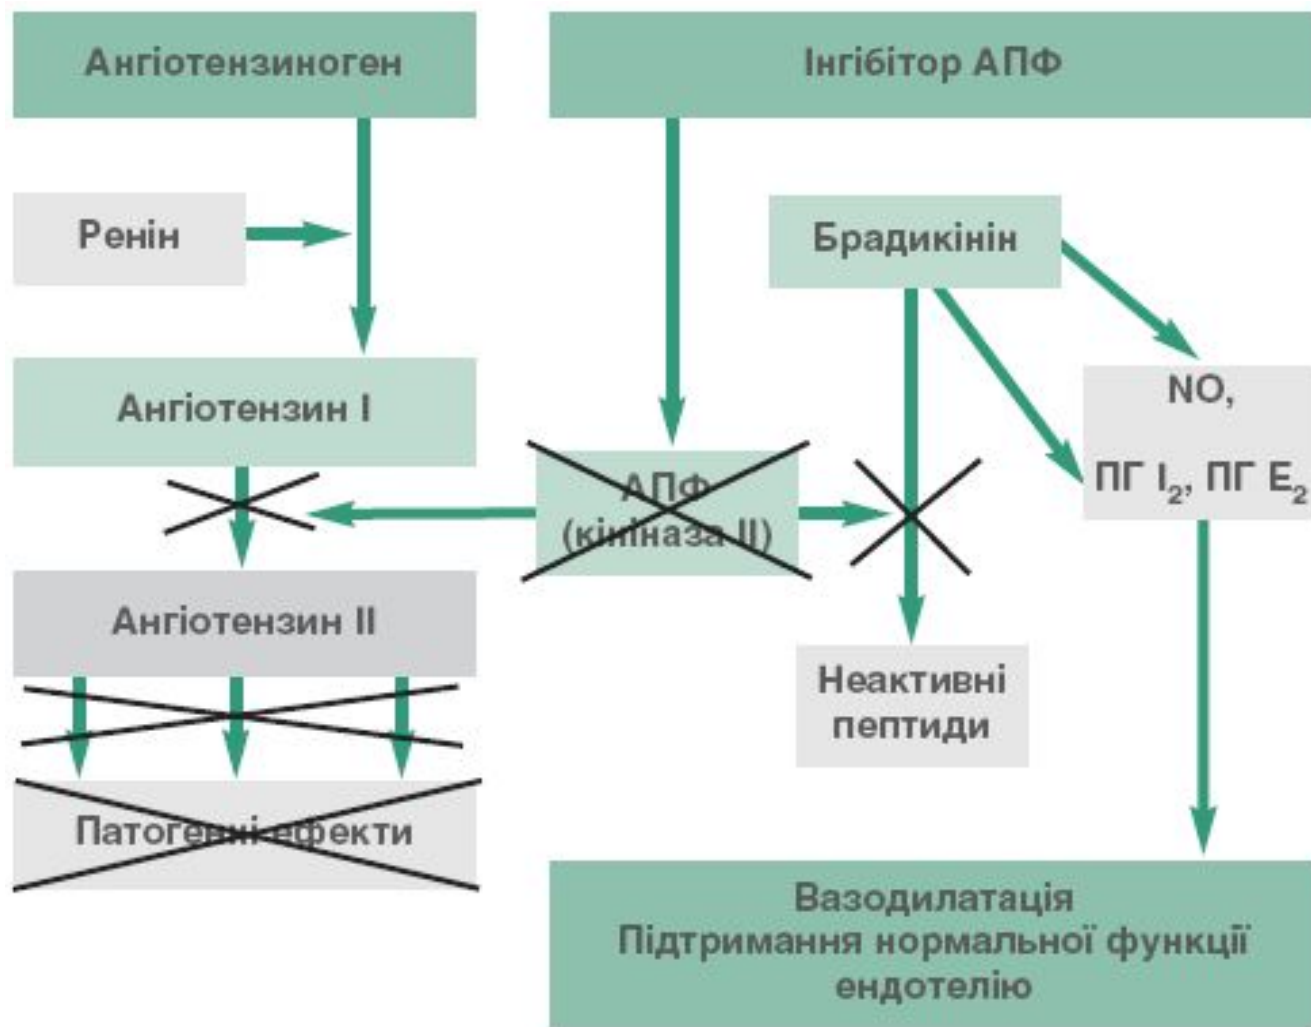 Ангіотензиноген
Інгібітор АПФ
Ренін
Брадикінін
Ангіотензин I
NO,
ПГ I₂, ПГ E₂
АПФ
(кініназа II)
Ангіотензин II
Неактивні
пептиди
Патогенні ефекти
Вазодилатація
Підтримання нормальної функції
ендотелію